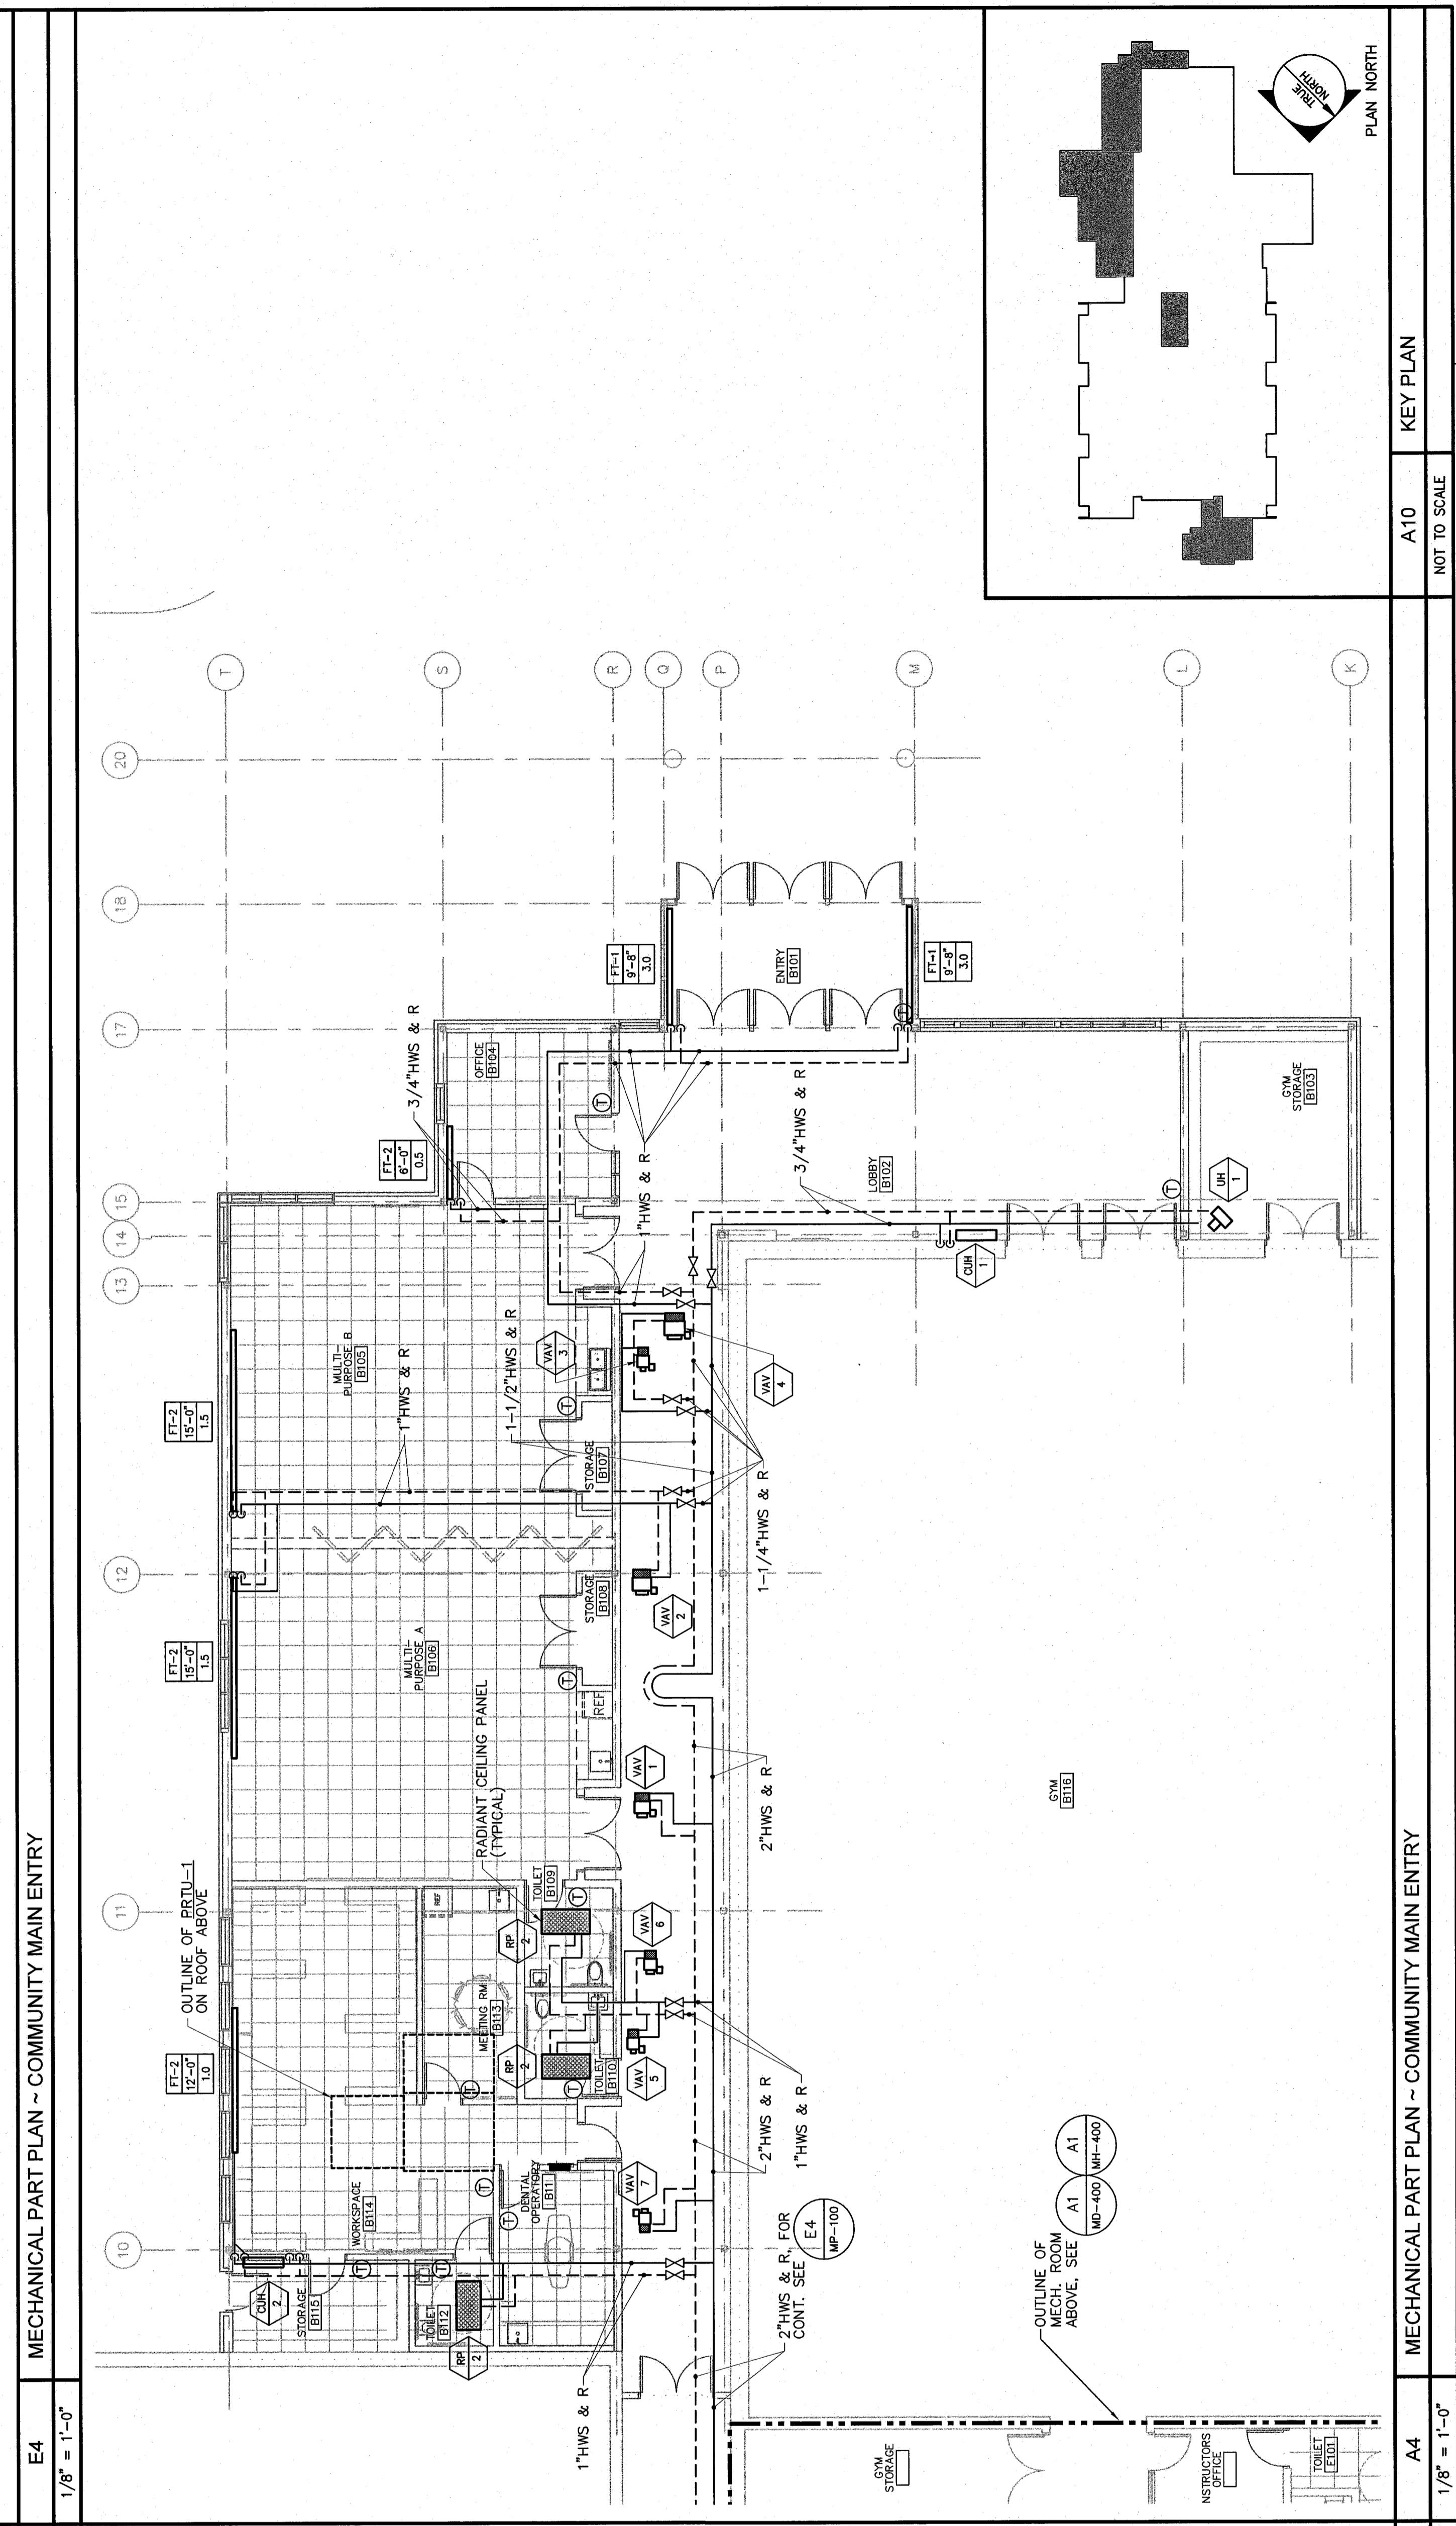 E4
MECHANICAL PART PLAN ~ COMMUNITY MAIN ENTRY
1/8" = 1'-0"
OUTLINE OF PRTU-1
ON ROOF ABOVE
FT-2
12'-0"
1.0
FT-2
15'-0"
1.5
FT-2
15'-0"
1.5
FT-2
6'-0"
0.5
FT-1
9'-8"
3.0
FT-1
9'-8"
3.0
10
11
12
13
14
15
17
18
20
T
S
R
Q
P
M
L
K
CUH
2
STORAGE
B115
WORKSPACE
B114
TOILET
B112
RP
2
DENTAL
OPERATORY
B111
MEETING RM
B113
REF
RP
2
TOILET
B110
RP
2
TOILET
B109
RADIANT CEILING PANEL
(TYPICAL)
MULTI-
PURPOSE A
B106
REF
STORAGE
B108
MULTI-
PURPOSE B
B105
STORAGE
B107
OFFICE
B104
ENTRY
B101
LOBBY
B102
GYM
STORAGE
B103
GYM
B116
VAV
7
VAV
5
VAV
6
VAV
1
VAV
2
VAV
3
VAV
4
CUH
1
UH
1
T
T
T
T
T
T
T
T
T
T
T
T
1"HWS & R
1"HWS & R
1-1/2"HWS & R
3/4"HWS & R
1"HWS & R
3/4"HWS & R
1-1/4"HWS & R
2"HWS & R
2"HWS & R
1"HWS & R
2"HWS & R, FOR
CONT. SEE
E4
MP-100
OUTLINE OF
MECH. ROOM
ABOVE, SEE
A1
MD-400
A1
MH-400
GYM
STORAGE
NSTRUCTORS
OFFICE
TOILET
E101
TRUE
NORTH
PLAN NORTH
A10
KEY PLAN
NOT TO SCALE
A4
MECHANICAL PART PLAN ~ COMMUNITY MAIN ENTRY
1/8" = 1'-0"